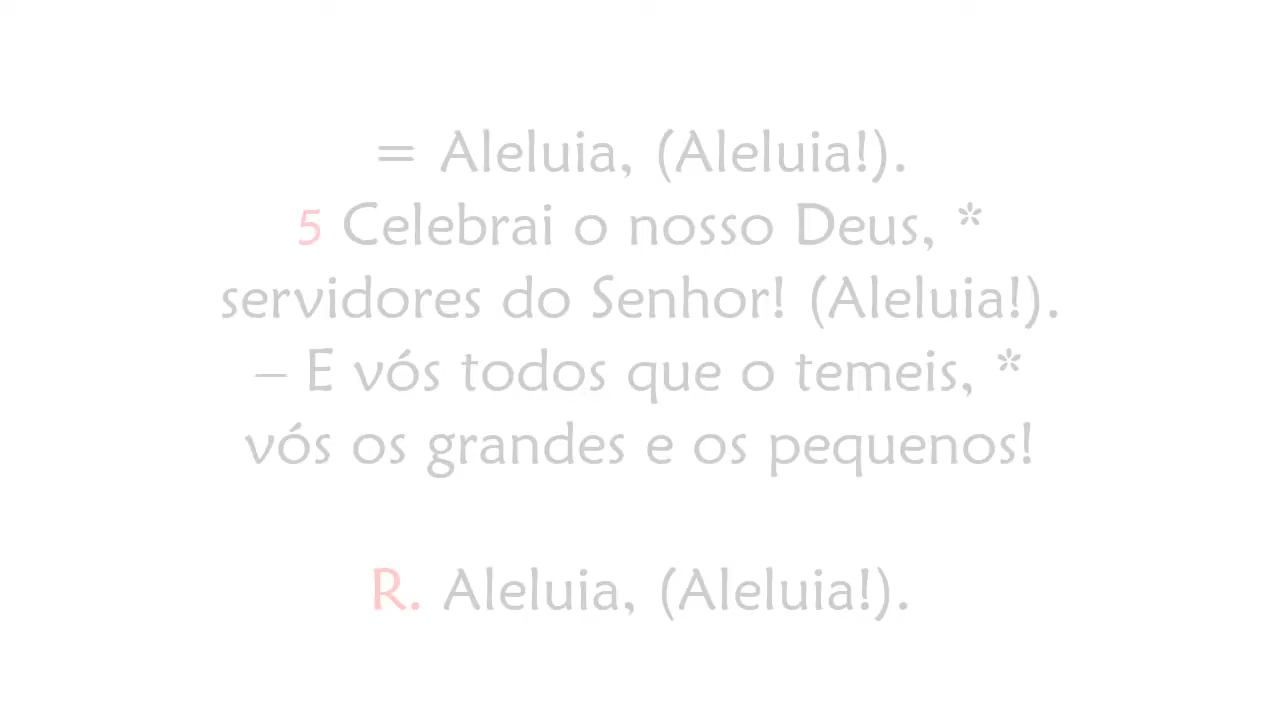 = Aleluia, (Aleluia!).
5 Celebrai o nosso Deus, *
servidores do Senhor! (Aleluia!).
– E vós todos que o temeis, *
vós os grandes e os pequenos!
R. Aleluia, (Aleluia!).